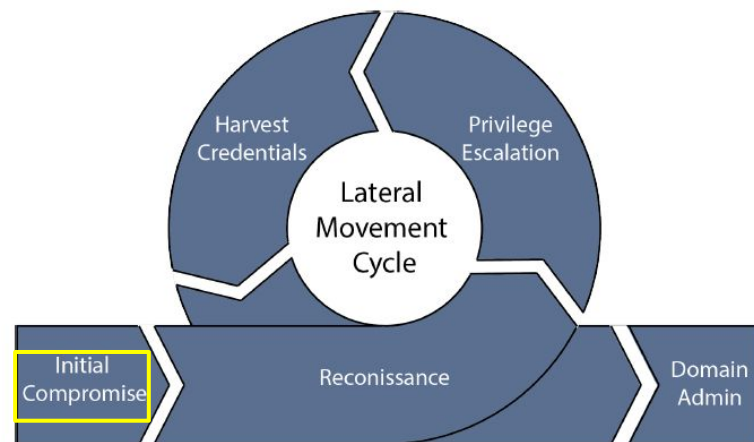 Harvest
Credentials
Privilege
Escalation
Lateral
Movement
Cycle
Initial
Compromise
Reconissance
Domain
Admin